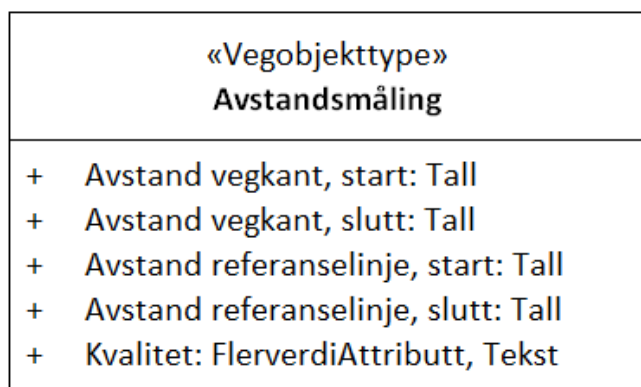 «Vegobjekttype»
Avstandsmåling
+ Avstand vegkant, start: Tall
+ Avstand vegkant, slutt: Tall
+ Avstand referanselinje, start: Tall
+ Avstand referanselinje, slutt: Tall
+ Kvalitet: FlerverdiAttributt, Tekst